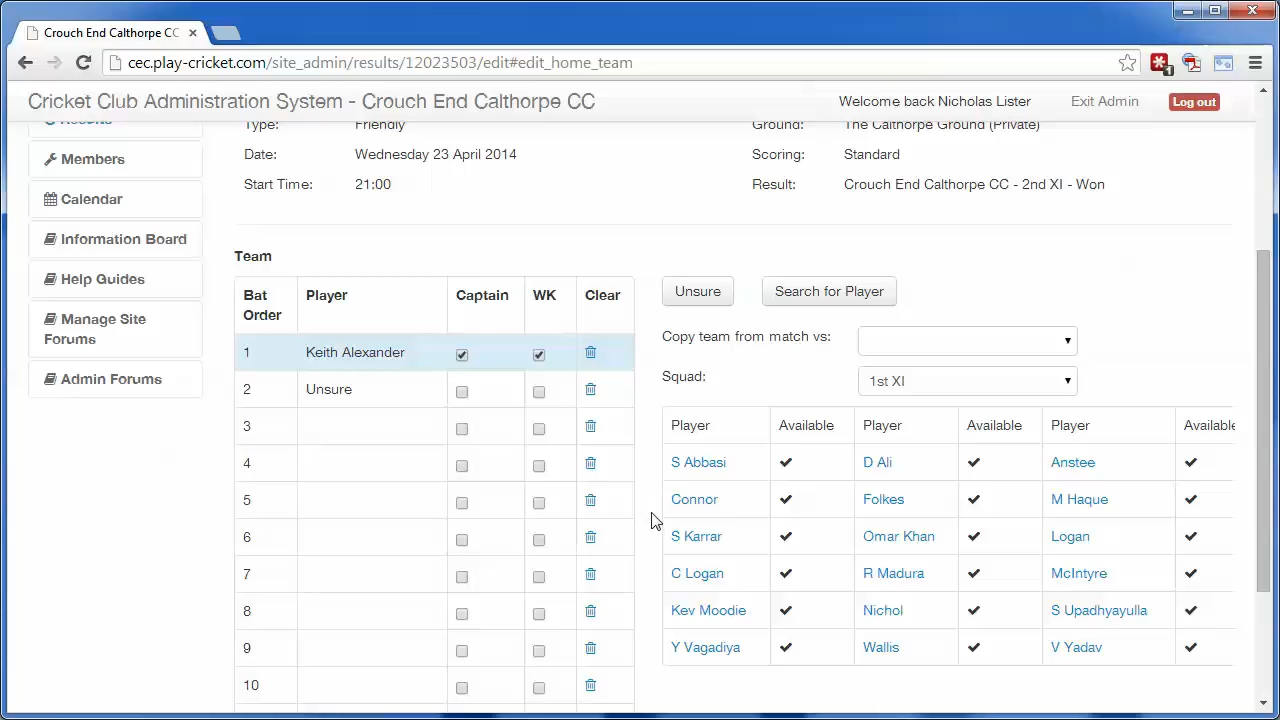 Crouch End Calthorpe CC
cec.play-cricket.com/site_admin/results/12023503/edit#edit_home_team
1
Cricket Club Administration System - Crouch End Calthorpe CC
Welcome back Nicholas Lister
Exit Admin
Log out
Results
Members
Calendar
Information Board
Help Guides
Manage Site
Forums
Admin Forums
Type: Friendly
Ground: The Calthorpe Ground (Private)
Date: Wednesday 23 April 2014
Scoring: Standard
Start Time: 21:00
Result: Crouch End Calthorpe CC - 2nd XI - Won
Team
Bat Order Player Captain WK Clear
1 Keith Alexander
2 Unsure
3
4
5
6
7
8
9
10
Unsure Search for Player
Copy team from match vs:
Squad: 1st XI
Player Available Player Available Player Available
S Abbasi D Ali Anstee
Connor Folkes M Haque
S Karrar Omar Khan Logan
C Logan R Madura McIntyre
Kev Moodie Nichol S Upadhyayulla
Y Vagadiya Wallis V Yadav